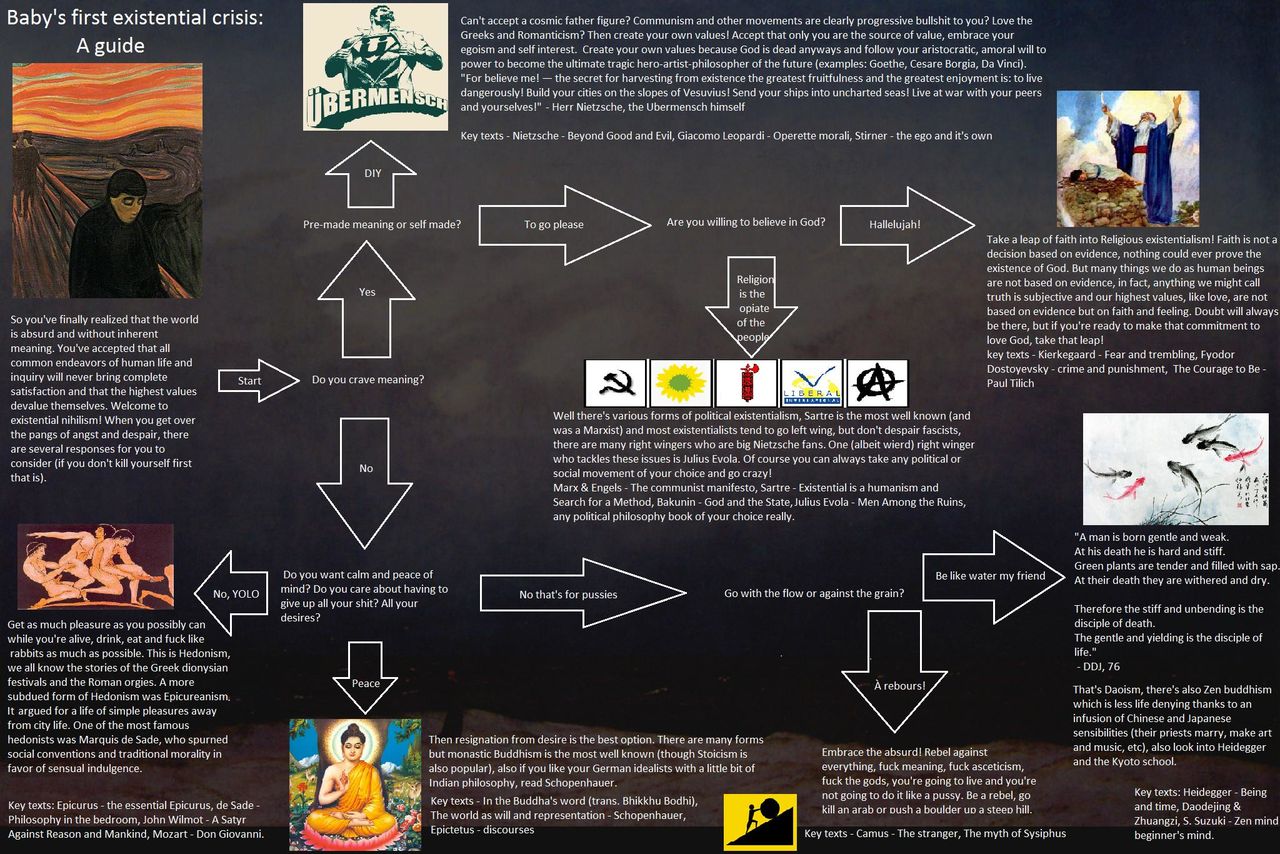 Baby's first existential crisis:
A guide
ÜBERMENSCH
Can't accept a cosmic father figure? Communism and other movements are clearly progressive bullshit to you? Love the
Greeks and Romanticism? Then create your own values! Accept that only you are the source of value, embrace your
egoism and self interest. Create your own values because God is dead anyways and follow your aristocratic, amoral will to
power to become the ultimate tragic hero-artist-philosopher of the future (examples: Goethe, Cesare Borgia, Da Vinci).
"For believe me! — the secret for harvesting from existence the greatest fruitfulness and the greatest enjoyment is: to live
dangerously! Build your cities on the slopes of Vesuvius! Send your ships into uncharted seas! Live at war with your peers
and yourselves!" - Herr Nietzsche, the Ubermensch himself
Key texts - Nietzsche - Beyond Good and Evil, Giacomo Leopardi - Operette morali, Stirner - the ego and it's own
DIY
Pre-made meaning or self made?
To go please
Are you willing to believe in God?
Hallelujah!
Take a leap of faith into Religious existentialism! Faith is not a
decision based on evidence, nothing could ever prove the
existence of God. But many things we do as human beings
are not based on evidence, in fact, anything we might call
truth is subjective and our highest values, like love, are not
based on evidence but on faith and feeling. Doubt will always
be there, but if you're ready to make that commitment to
love God, take that leap!
key texts - Kierkegaard - Fear and trembling, Fyodor
Dostoyevsky - crime and punishment, The Courage to Be -
Paul Tilich
Yes
Religion
is the
opiate
of the
people
So you've finally realized that the world
is absurd and without inherent
meaning. You've accepted that all
common endeavors of human life and
inquiry will never bring complete
satisfaction and that the highest values
devalue themselves. Welcome to
existential nihilism! When you get over
the pangs of angst and despair, there
are several responses for you to
consider (if you don't kill yourself first
that is).
Start
Do you crave meaning?
LIBERAL
INTERNATIONAL
Well there's various forms of political existentialism, Sartre is the most well known (and
was a Marxist) and most existentialists tend to go left wing, but don't despair fascists,
there are many right wingers who are big Nietzsche fans. One (albeit wierd) right winger
who tackles these issues is Julius Evola. Of course you can always take any political or
social movement of your choice and go crazy!
Marx & Engels - The communist manifesto, Sartre - Existential is a humanism and
Search for a Method, Bakunin - God and the State, Julius Evola - Men Among the Ruins,
any political philosophy book of your choice really.
No
No, YOLO
Do you want calm and peace of
mind? Do you care about having to
give up all your shit? All your
desires?
No that's for pussies
Go with the flow or against the grain?
Be like water my friend
"A man is born gentle and weak.
At his death he is hard and stiff.
Green plants are tender and filled with sap.
At their death they are withered and dry.
Therefore the stiff and unbending is the
disciple of death.
The gentle and yielding is the disciple of
life."
- DDJ, 76
That's Daoism, there's also Zen buddhism
which is less life denying thanks to an
infusion of Chinese and Japanese
sensibilities (their priests marry, make art
and music, etc), also look into Heidegger
and the Kyoto school.
Key texts: Heidegger - Being
and time, Daodejing &
Zhuangzi, S. Suzuki - Zen mind
beginner's mind.
Get as much pleasure as you possibly can
while you're alive, drink, eat and fuck like
rabbits as much as possible. This is Hedonism,
we all know the stories of the Greek dionysian
festivals and the Roman orgies. A more
subdued form of Hedonism was Epicureanism.
It argued for a life of simple pleasures away
from city life. One of the most famous
hedonists was Marquis de Sade, who spurned
social conventions and traditional morality in
favor of sensual indulgence.
Key texts: Epicurus - the essential Epicurus, de Sade -
Philosophy in the bedroom, John Wilmot - A Satyr
Against Reason and Mankind, Mozart - Don Giovanni.
Peace
Then resignation from desire is the best option. There are many forms
but monastic Buddhism is the most well known (though Stoicism is
also popular), also if you like your German idealists with a little bit of
Indian philosophy, read Schopenhauer.
Key texts - In the Buddha's word (trans. Bhikkhu Bodhi),
The world as will and representation - Schopenhauer,
Epictetus - discourses
À rebours!
Embrace the absurd! Rebel against
everything, fuck meaning, fuck asceticism,
fuck the gods, you're going to live and you're
not going to do it like a pussy. Be a rebel, go
kill an arab or push a boulder up a steep hill.
Key texts - Camus - The stranger, The myth of Sysiphus